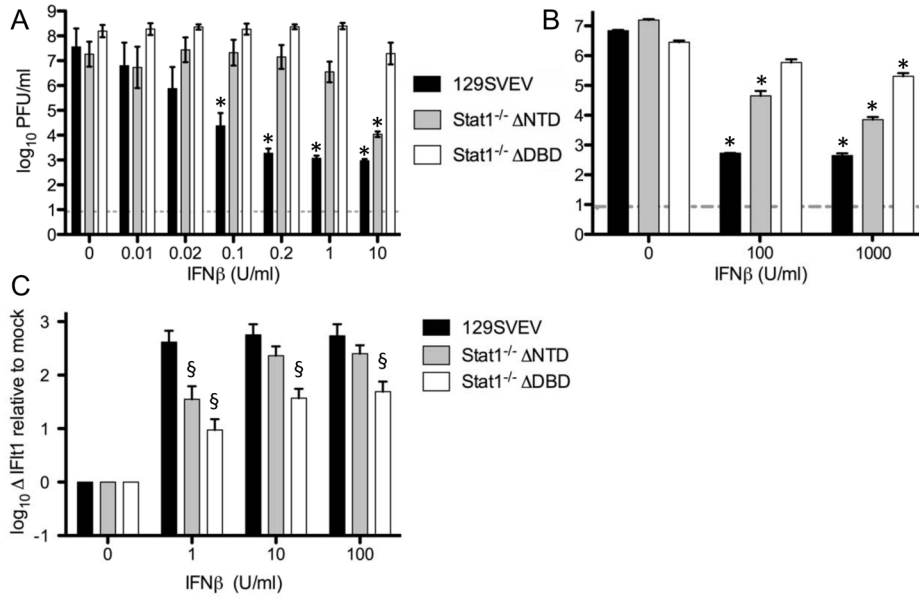 A
log10 PFU/ml
9
8
7
6
5
4
3
2
1
0
* * * * *
0 0.01 0.02 0.1 0.2 1 10
IFNβ (U/ml)
129SVEV
Stat1-/- ΔNTD
Stat1-/- ΔDBD
B
7
6
5
4
3
2
1
0
* * * * *
0 100 1000
IFNβ (U/ml)
C
log10 Δ IFIt1 relative to mock
3
2
1
0
-1
§ § § §
0 1 10 100
IFNβ (U/ml)
129SVEV
Stat1-/- ΔNTD
Stat1-/- ΔDBD